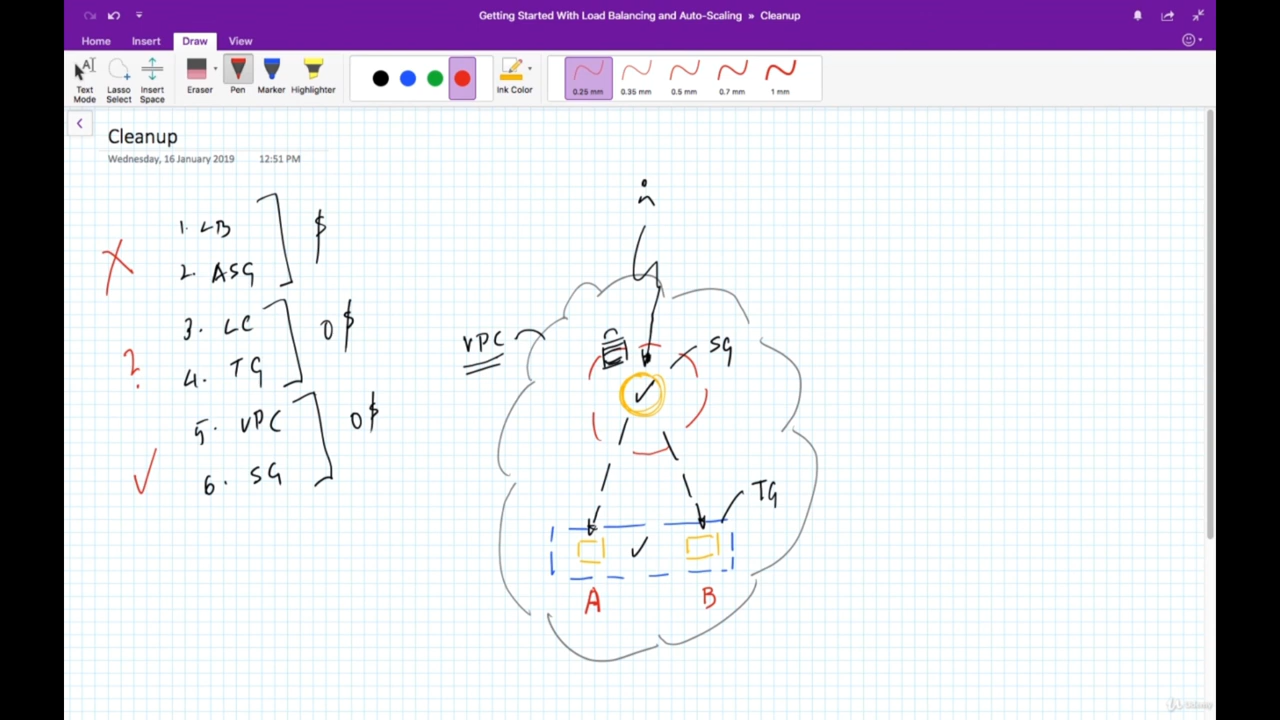 Getting Started With Load Balancing and Auto-Scaling » Cleanup
Home Insert Draw View
Text Mode
Lasso Select
Insert Space
Eraser
Pen
Marker
Highlighter
Ink Color
0.25 mm
0.35 mm
0.5 mm
0.7 mm
1 mm
Cleanup
Wednesday, 16 January 2019 12:51 PM
1. LB
2. ASG
$
3. LC
4. TG
0 $
?
5. VPC
6. SG
0 $
VPC
SG
TG
A
B
Udemy